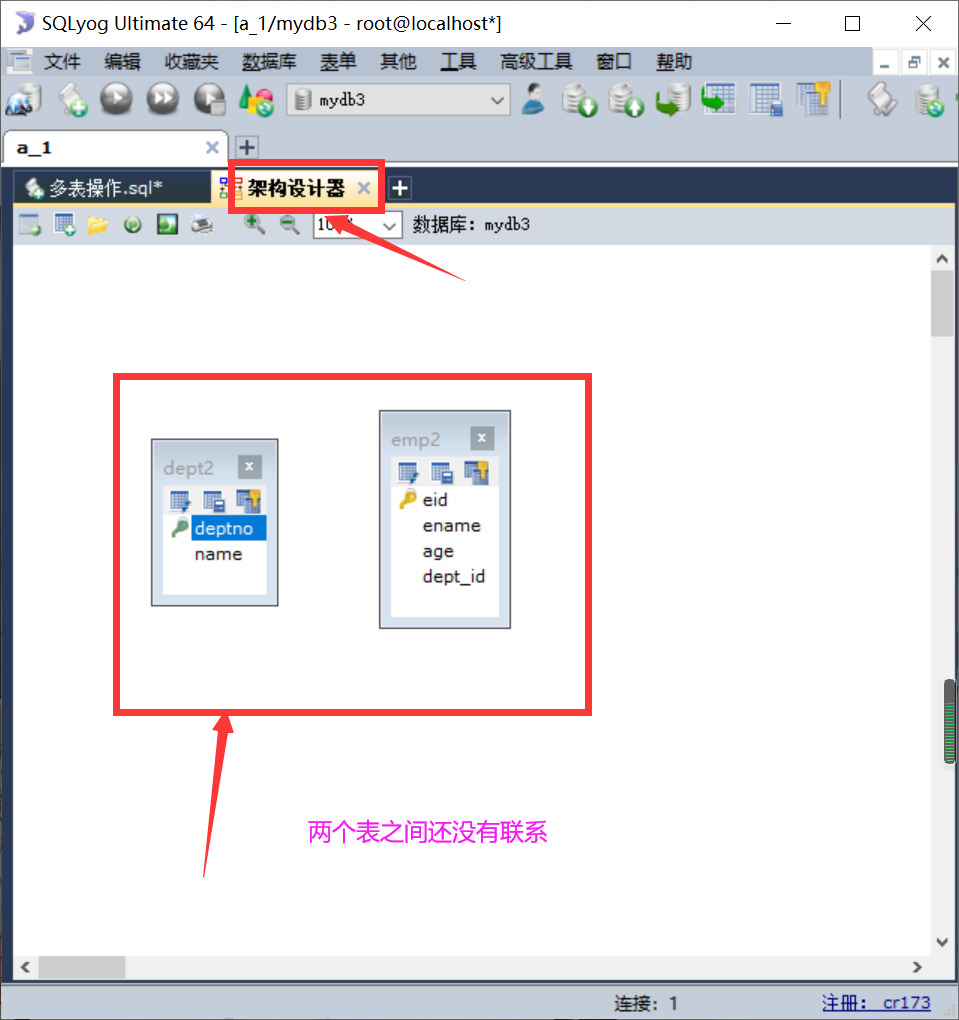 SQLyog Ultimate 64 - [a_1/mydb3 - root@localhost*]
文件 编辑 收藏夹 数据库 表单 其他 工具 高级工具 窗口 帮助
mydb3
a_1
多表操作.sql* 架构设计器
数据库: mydb3
dept2
deptno
name
emp2
eid
ename
age
dept_id
两个表之间还没有联系
连接: 1 注册: cr173